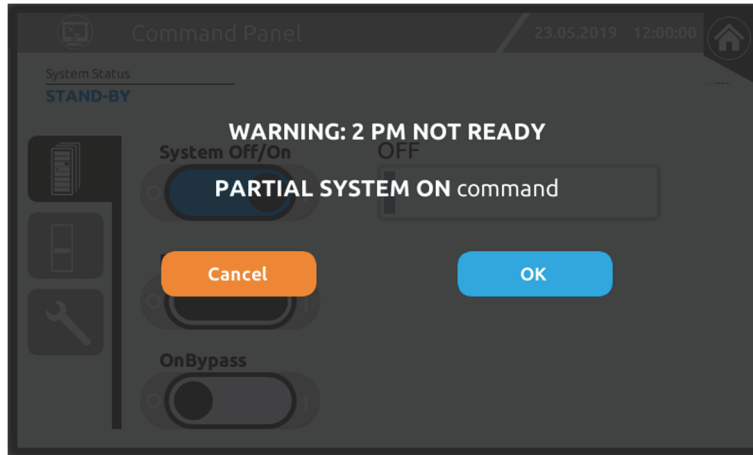 Command Panel
23.05.2019 12:00:00
System Status
STAND-BY
WARNING: 2 PM NOT READY
System Off/On
OFF
PARTIAL SYSTEM ON command
Cancel
OK
OnBypass